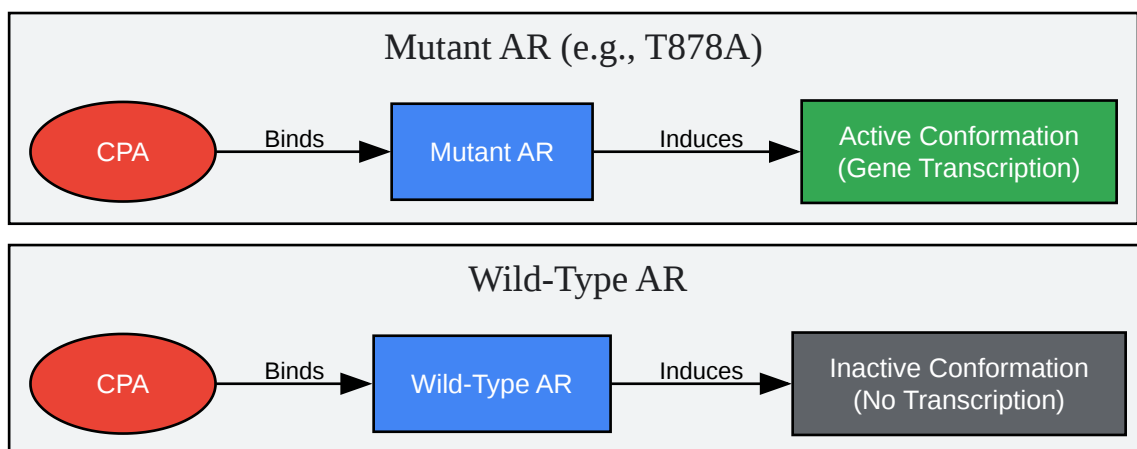 Mutant AR (e.g., T878A)
CPA
Binds
Mutant AR
Induces
Active Conformation
(Gene Transcription)
Wild-Type AR
CPA
Binds
Wild-Type AR
Induces
Inactive Conformation
(No Transcription)